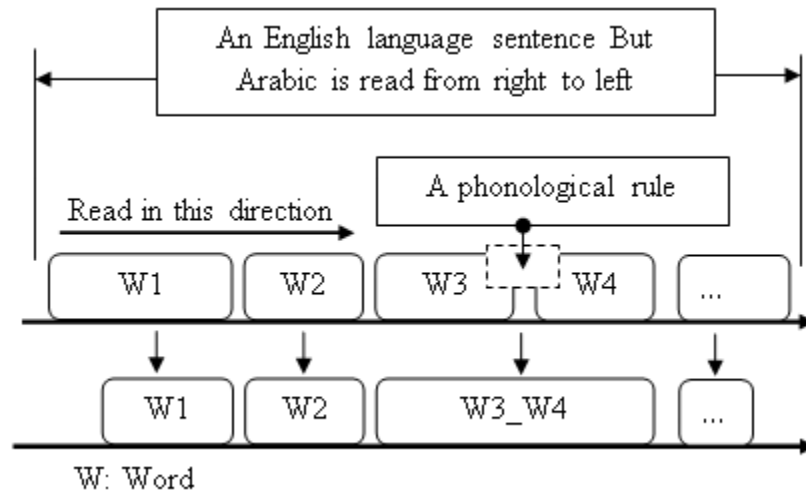 An English language sentence But
Arabic is read from right to left
A phonological rule
Read in this direction
W1 W2 W3 W4 ...
W1 W2 W3_W4 ...
W: Word